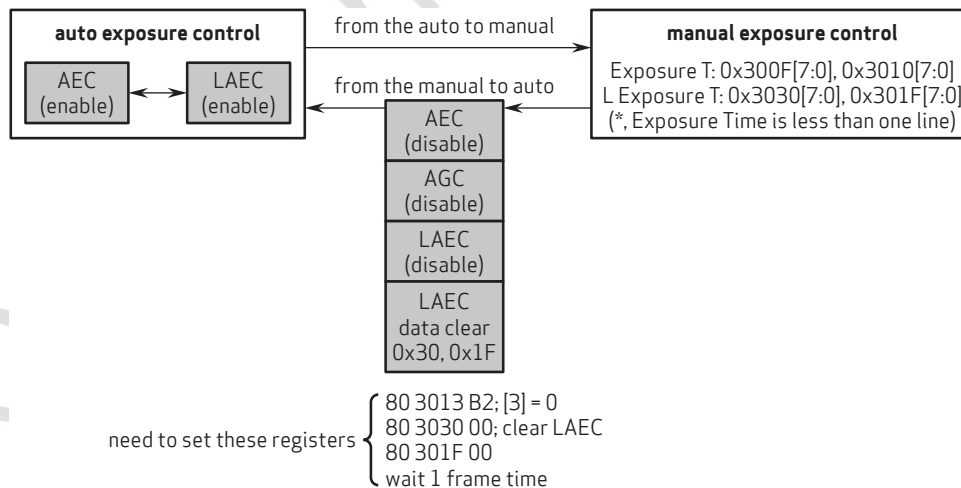 auto exposure control
AEC
(enable)
LAEC
(enable)
from the auto to manual
from the manual to auto
manual exposure control
Exposure T: 0x300F[7:0], 0x3010[7:0]
L Exposure T: 0x3030[7:0], 0x301F[7:0]
(*, Exposure Time is less than one line)
AEC
(disable)
AGC
(disable)
LAEC
(disable)
LAEC
data clear
0x30, 0x1F
need to set these registers
80 3013 B2; [3] = 0
80 3030 00; clear LAEC
80 301F 00
wait 1 frame time